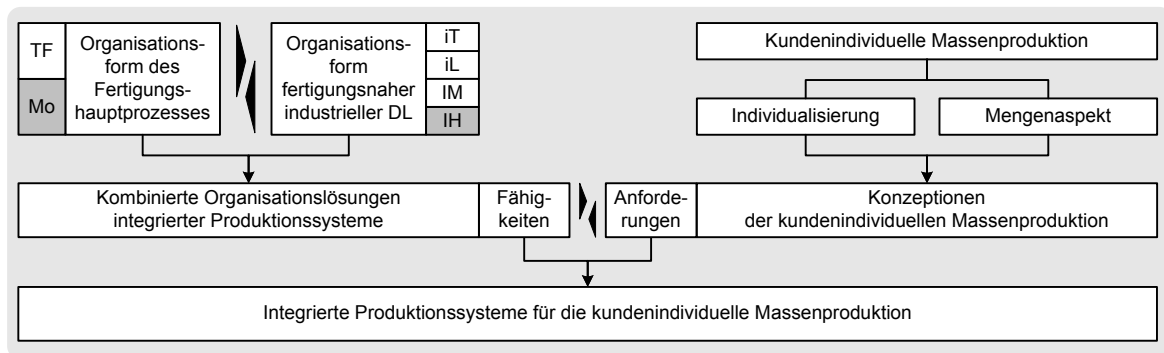 TF
Mo
Organisations-
form des
Fertigungs-
hauptprozesses
Organisations-
form
fertigungsnaher
industrieller DL
iT
iL
IM
IH
Kundenindividuelle Massenproduktion
Individualisierung
Mengenaspekt
Kombinierte Organisationslösungen
integrierter Produktionssysteme
Fähig-
keiten
Anforde-
rungen
Konzeptionen
der kundenindividuellen Massenproduktion
Integrierte Produktionssysteme für die kundenindividuelle Massenproduktion